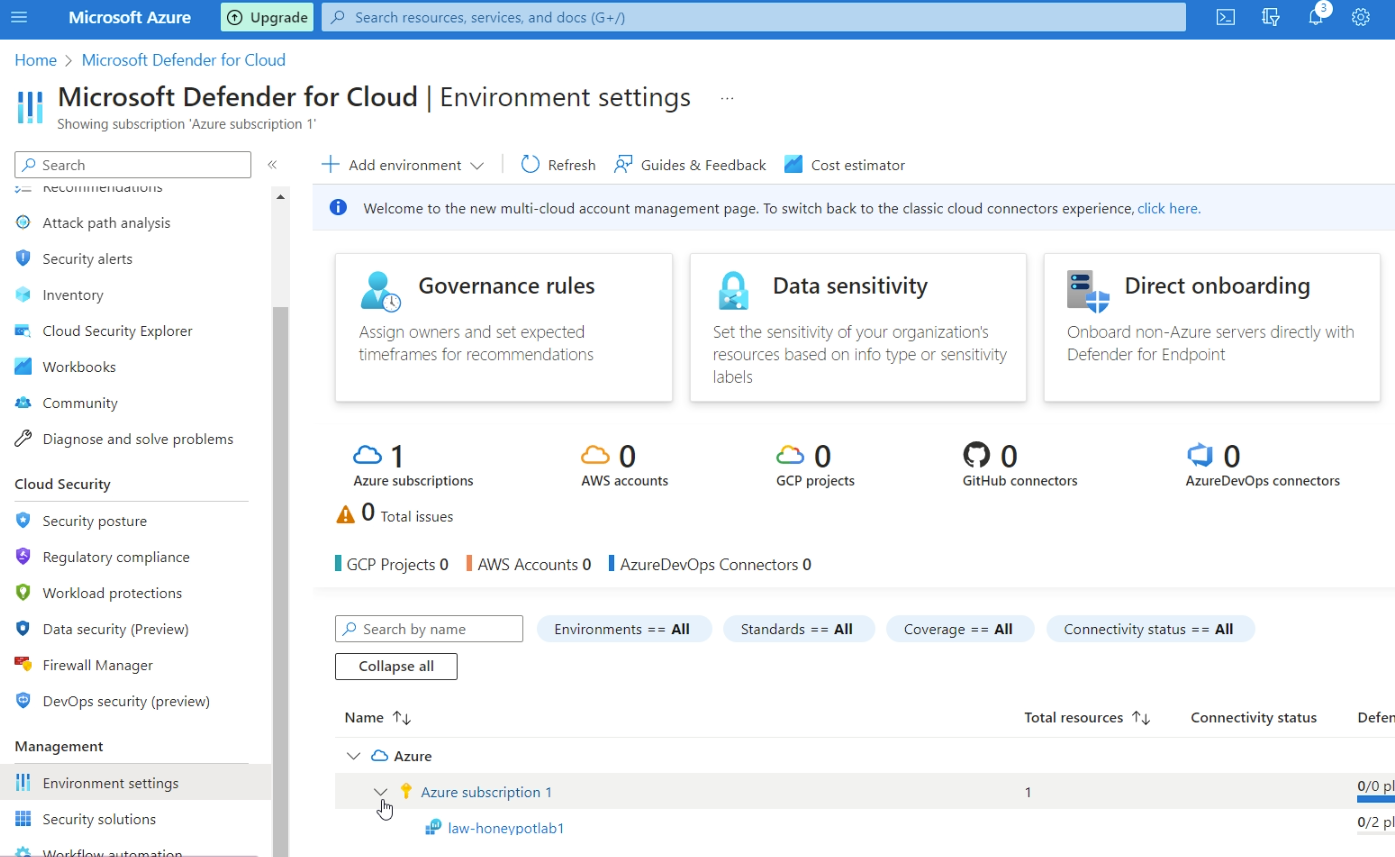 Microsoft Azure
Upgrade
Search resources, services, and docs (G+/)
3
Home > Microsoft Defender for Cloud
Microsoft Defender for Cloud | Environment settings ...
Showing subscription 'Azure subscription 1'
Search
«
Recommendations
Attack path analysis
Security alerts
Inventory
Cloud Security Explorer
Workbooks
Community
Diagnose and solve problems
Cloud Security
Security posture
Regulatory compliance
Workload protections
Data security (Preview)
Firewall Manager
DevOps security (preview)
Management
Environment settings
Security solutions
Workflow automation
Add environment
Refresh
Guides & Feedback
Cost estimator
Welcome to the new multi-cloud account management page. To switch back to the classic cloud connectors experience, click here.
Governance rules
Assign owners and set expected
timeframes for recommendations
Data sensitivity
Set the sensitivity of your organization's
resources based on info type or sensitivity
labels
Direct onboarding
Onboard non-Azure servers directly with
Defender for Endpoint
1
Azure subscriptions
0
AWS accounts
0
GCP projects
0
GitHub connectors
0
AzureDevOps connectors
0 Total issues
GCP Projects 0 AWS Accounts 0 AzureDevOps Connectors 0
Search by name
Environments == All
Standards == All
Coverage == All
Connectivity status == All
Collapse all
Name Total resources Connectivity status Defen
Azure
Azure subscription 1 1 0/0 pl
law-honeypotlab1 0/2 pl